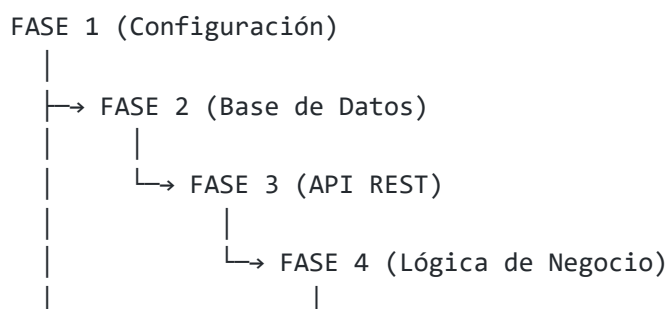 FASE 1 (Configuración)
FASE 2 (Base de Datos)
FASE 3 (API REST)
FASE 4 (Lógica de Negocio)